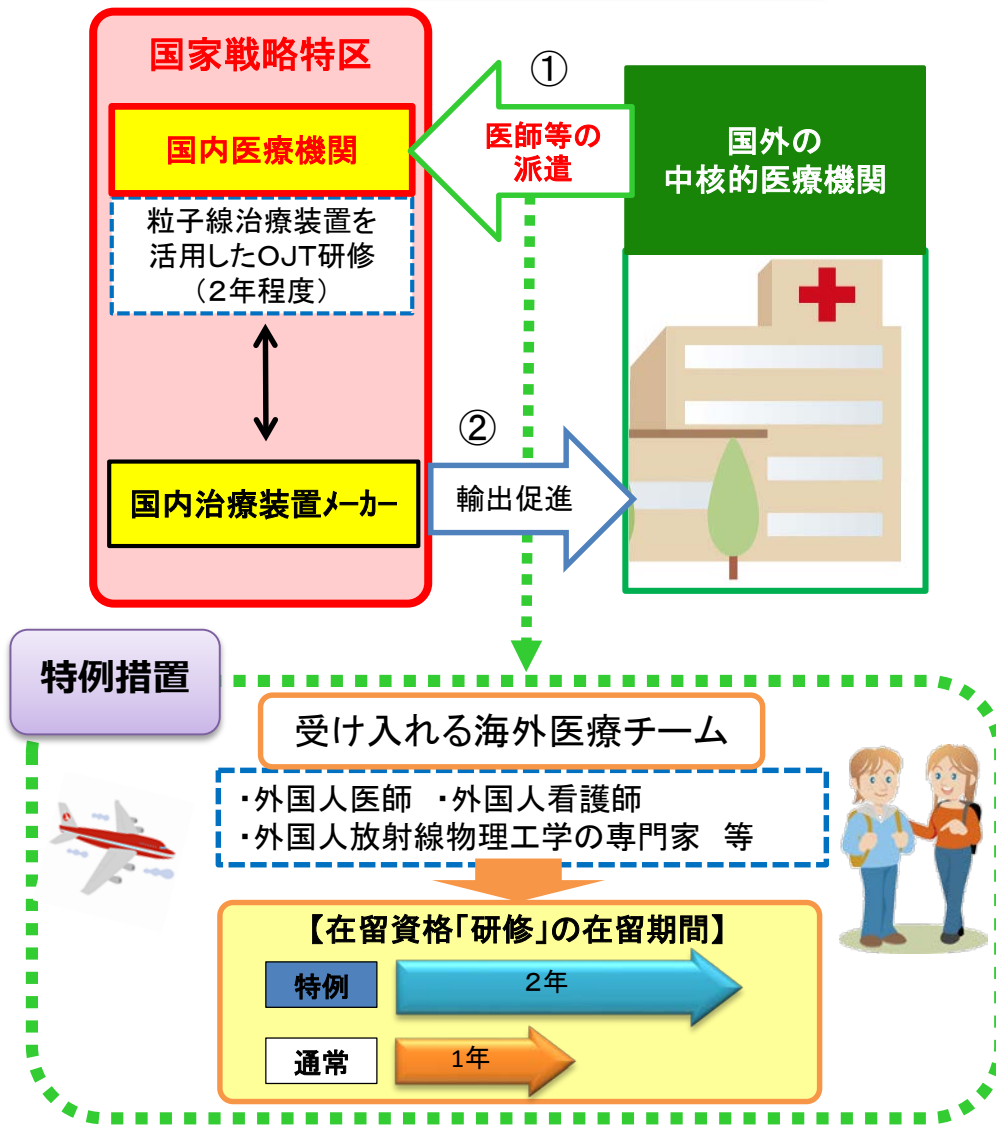 国家戦略特区
国内医療機関
粒子線治療装置を
活用したOJT研修
（2年程度）
国内治療装置ﾒｰｶｰ
①
医師等の
派遣
国外の
中核的医療機関
②
輸出促進
特例措置
受け入れる海外医療チーム
・外国人医師　・外国人看護師
・外国人放射線物理工学の専門家　等
【在留資格｢研修｣の在留期間】
特例
2年
通常
1年